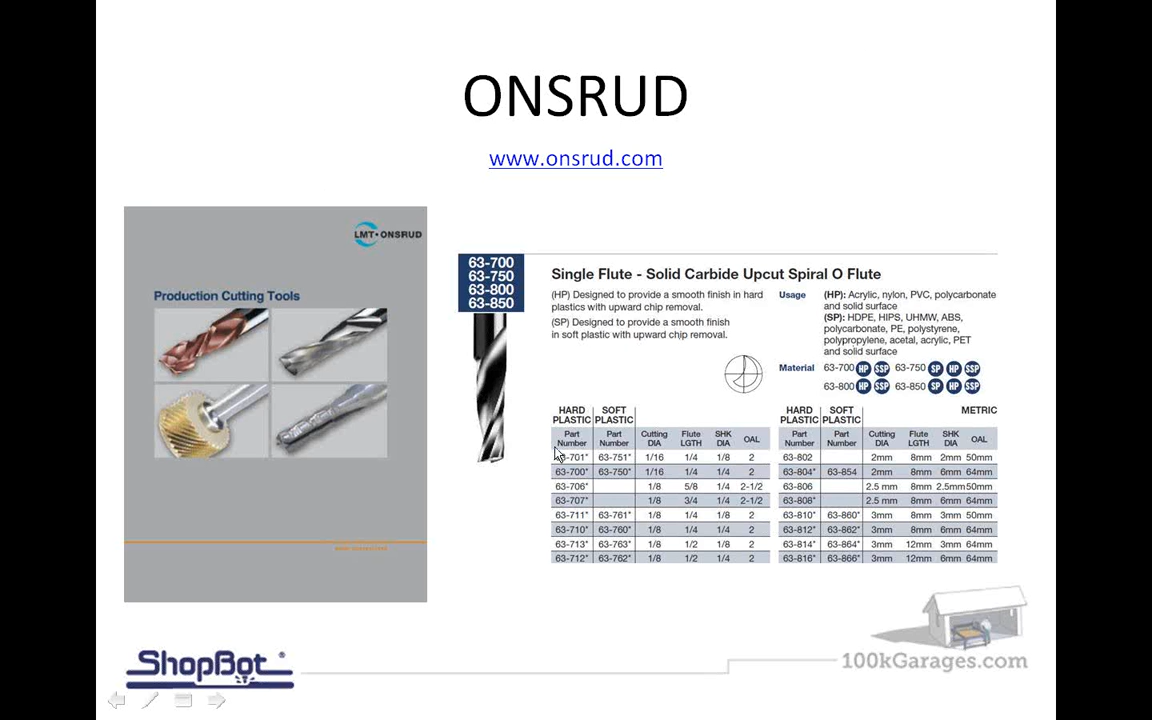 ONSRUD
www.onsrud.com
LMT•ONSRUD
Production Cutting Tools
63-700
63-750
63-800
63-850
Single Flute - Solid Carbide Upcut Spiral O Flute
(HP) Designed to provide a smooth finish in hard
plastics with upward chip removal.
(SP) Designed to provide a smooth finish
in soft plastic with upward chip removal.
Usage
(HP): Acrylic, nylon, PVC, polycarbonate
and solid surface
(SP): HDPE, HIPS, UHMW, ABS,
polycarbonate, PE, polystyrene,
polypropylene, acetal, acrylic, PET
and solid surface
Material 63-700 HP SSP 63-750 SP HP SSP
63-800 HP SSP 63-850 SP HP SSP
HARD PLASTIC SOFT PLASTIC
Part Number Part Number Cutting DIA Flute LGTH SHK DIA OAL
-701* 63-751* 1/16 1/4 1/8 2
63-700* 63-750* 1/16 1/4 1/4 2
63-706* 1/8 5/8 1/4 2-1/2
63-707* 1/8 3/4 1/4 2-1/2
63-711* 63-761* 1/8 1/4 1/8 2
63-710* 63-760* 1/8 1/4 1/4 2
63-713* 63-763* 1/8 1/2 1/8 2
63-712* 63-762* 1/8 1/2 1/4 2
HARD PLASTIC SOFT PLASTIC METRIC
Part Number Part Number Cutting DIA Flute LGTH SHK DIA OAL
63-802 2mm 8mm 2mm 50mm
63-804* 63-854 2mm 8mm 6mm 64mm
63-806 2.5 mm 8mm 2.5mm 50mm
63-808* 2.5 mm 8mm 6mm 64mm
63-810* 63-860* 3mm 8mm 3mm 50mm
63-812* 63-862* 3mm 8mm 6mm 64mm
63-814* 63-864* 3mm 12mm 3mm 64mm
63-816* 63-866* 3mm 12mm 6mm 64mm
ShopBot®
100kGarages.com